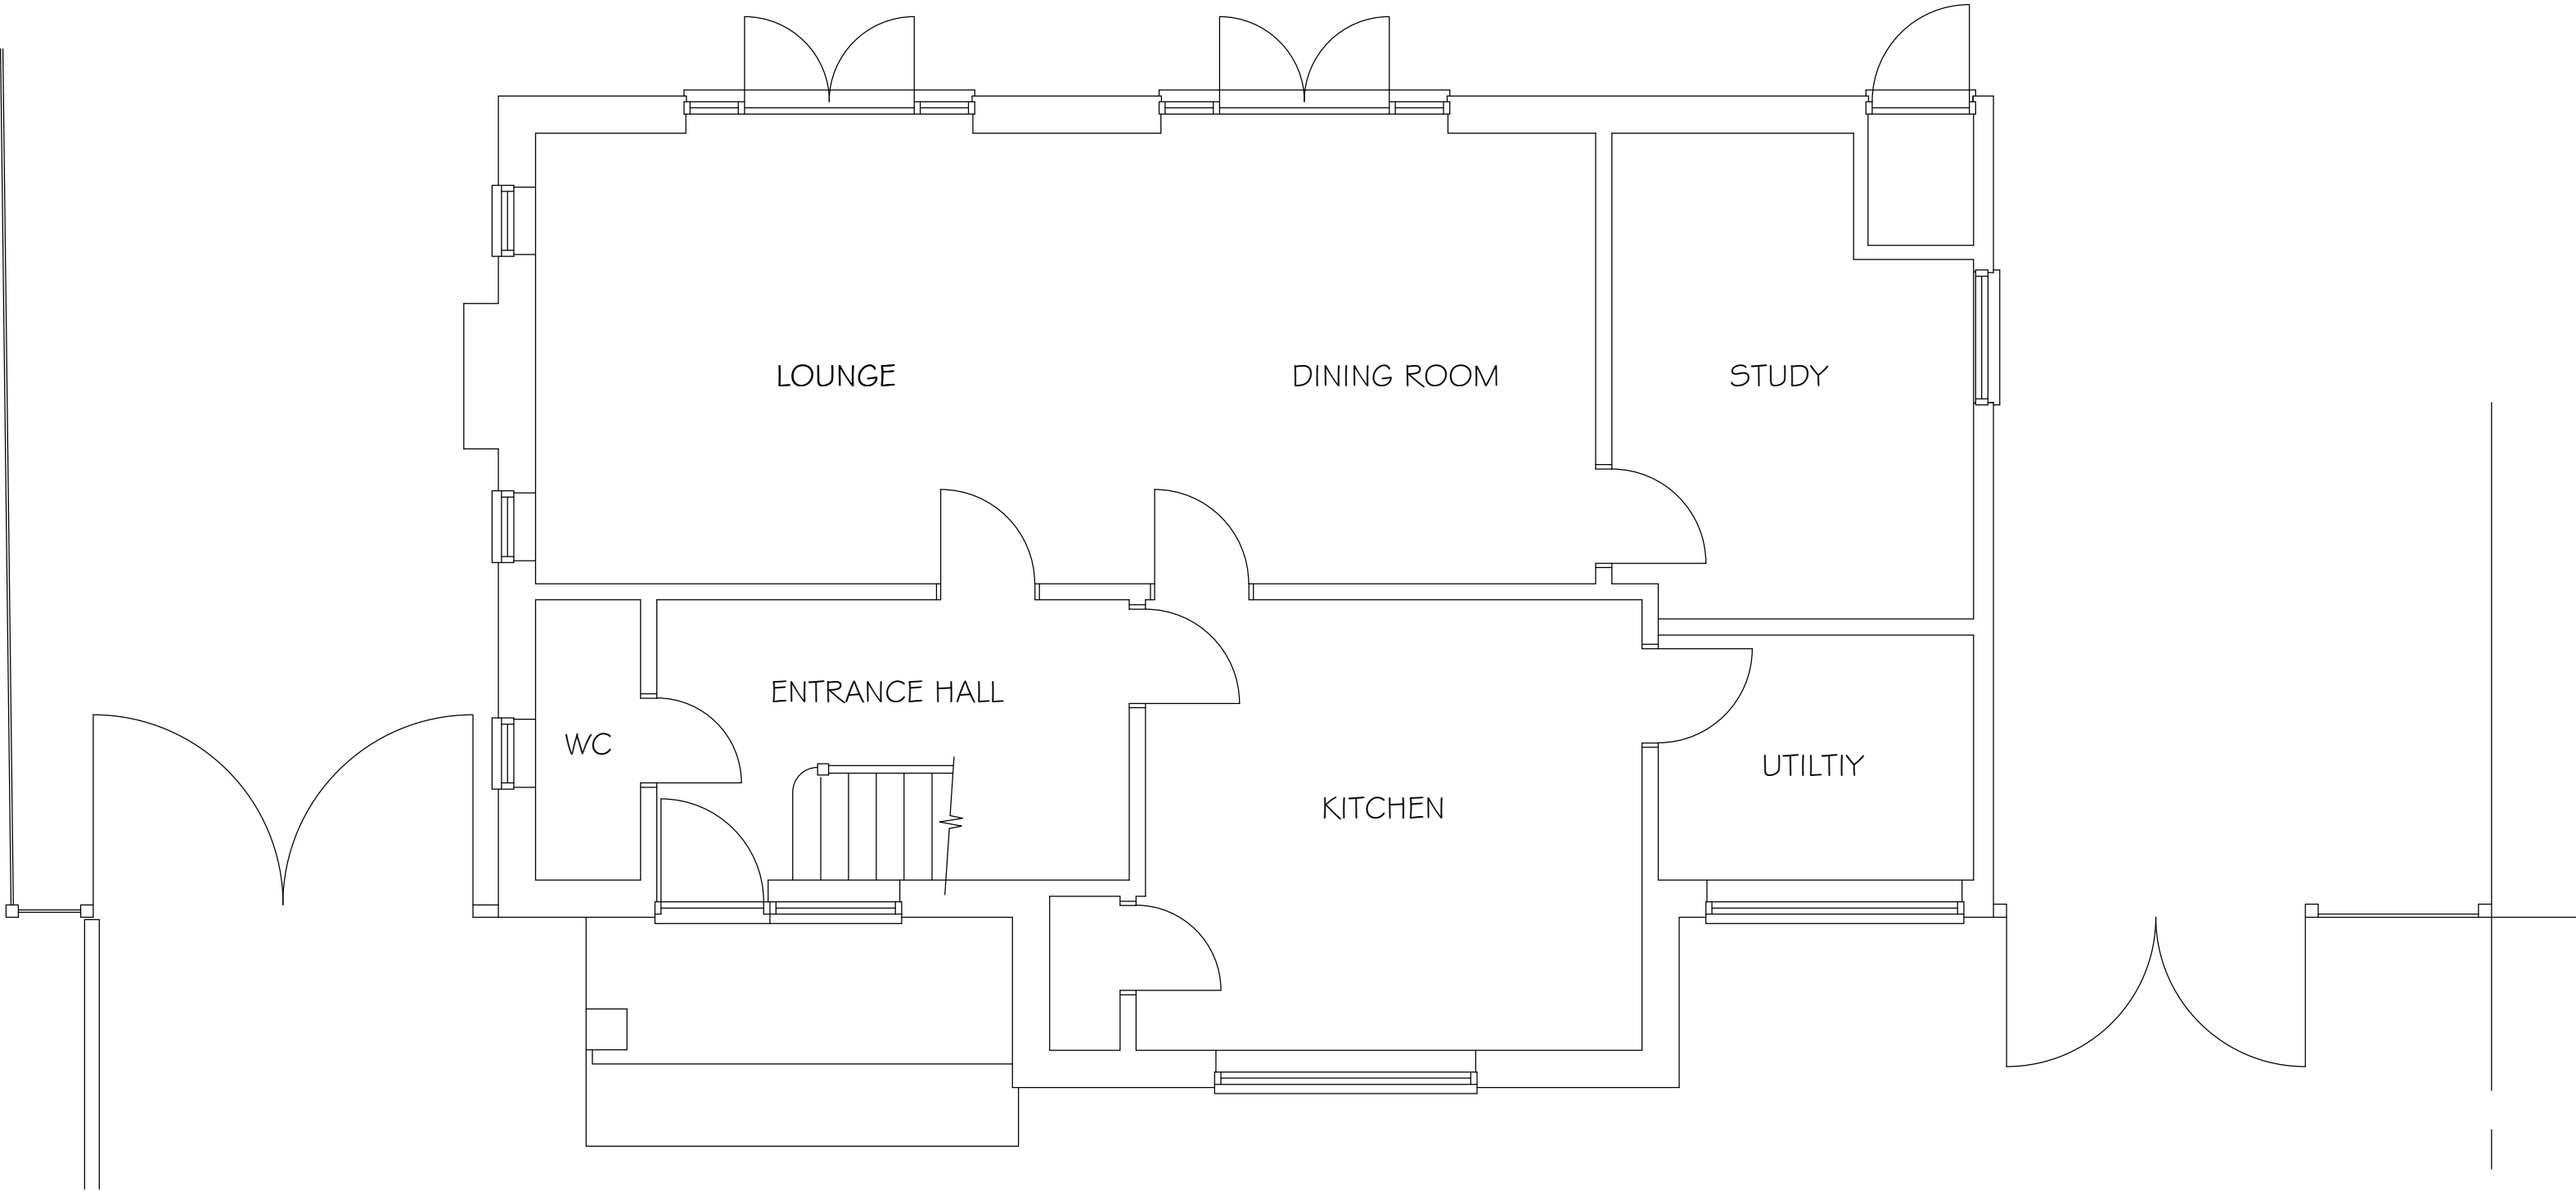 LOUNGE
DINING ROOM
STUDY
ENTRANCE HALL
WC
UTILTIY
KITCHEN